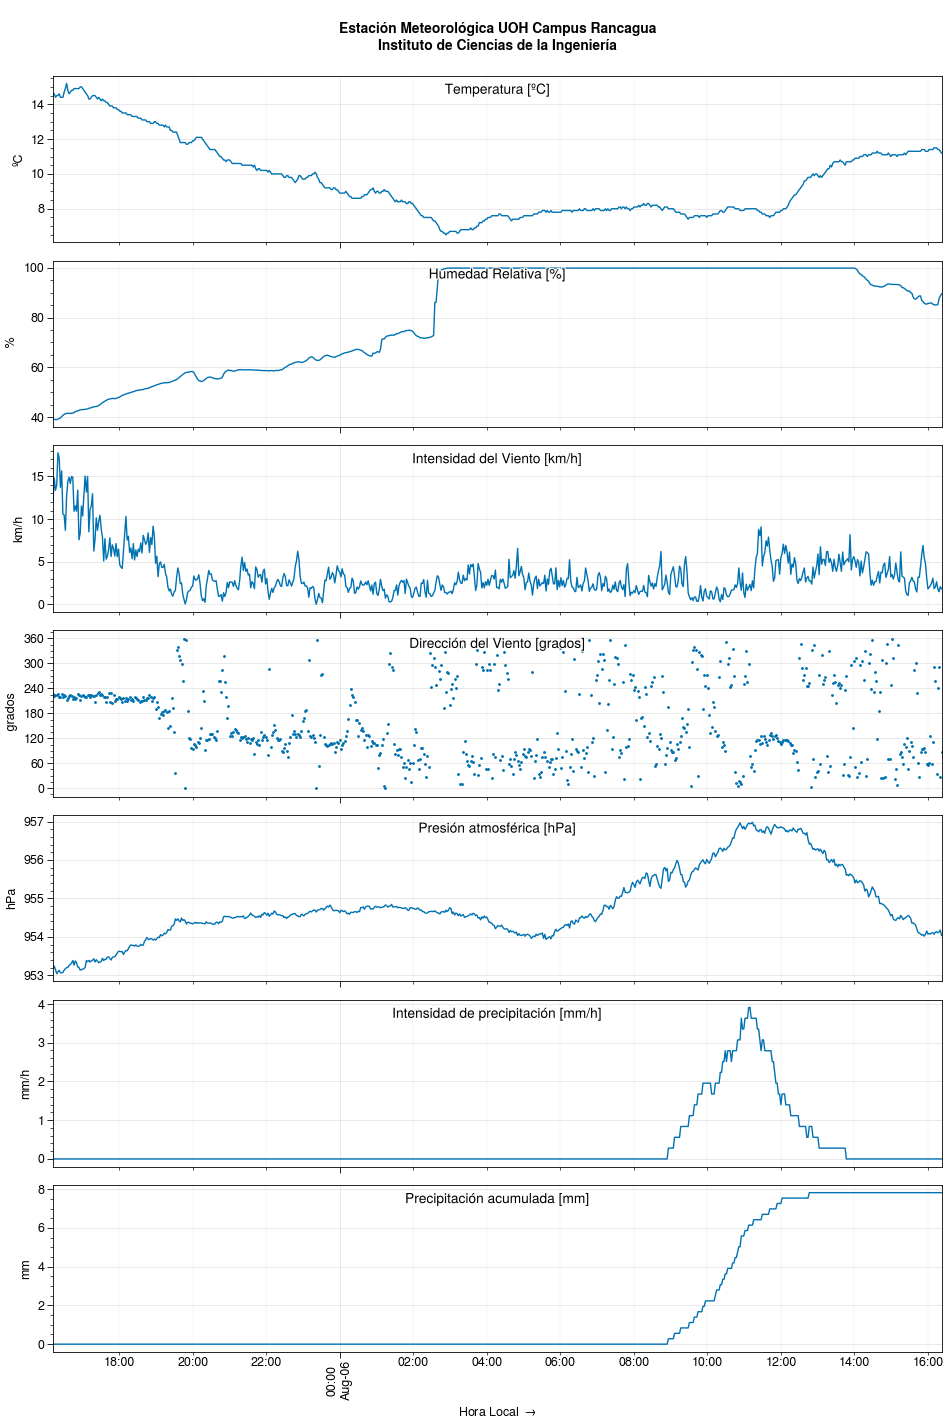 Estación Meteorológica UOH Campus Rancagua
Instituto de Ciencias de la Ingeniería
Temperatura [ºC]
ºC
14
12
10
8
Humedad Relativa [%]
%
100
80
60
40
Intensidad del Viento [km/h]
km/h
15
10
5
0
Dirección del Viento [grados]
grados
360
300
240
180
120
60
0
Presión atmosférica [hPa]
hPa
957
956
955
954
953
Intensidad de precipitación [mm/h]
mm/h
4
3
2
1
0
Precipitación acumulada [mm]
mm
8
6
4
2
0
18:00 20:00 22:00 00:00 02:00 04:00 06:00 08:00 10:00 12:00 14:00 16:00
Aug-06
Hora Local →